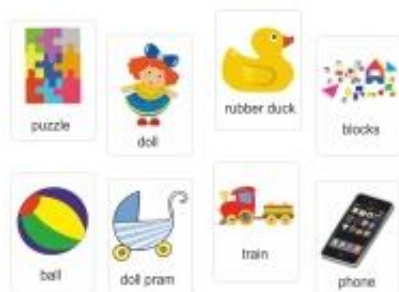 puzzle
doll
rubber duck
blocks
ball
doll pram
train
phone